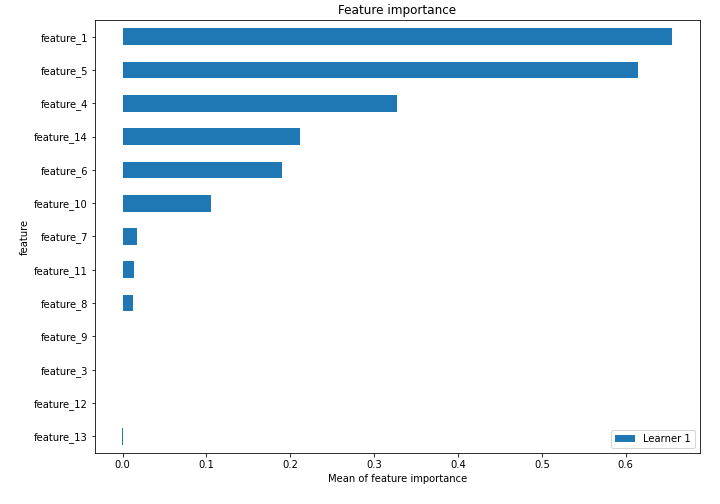 Feature importance
feature_1
feature_5
feature_4
feature_14
feature_6
feature_10
feature_7
feature_11
feature_8
feature_9
feature_3
feature_12
feature_13
feature
Learner 1
0.0 0.1 0.2 0.3 0.4 0.5 0.6
Mean of feature importance